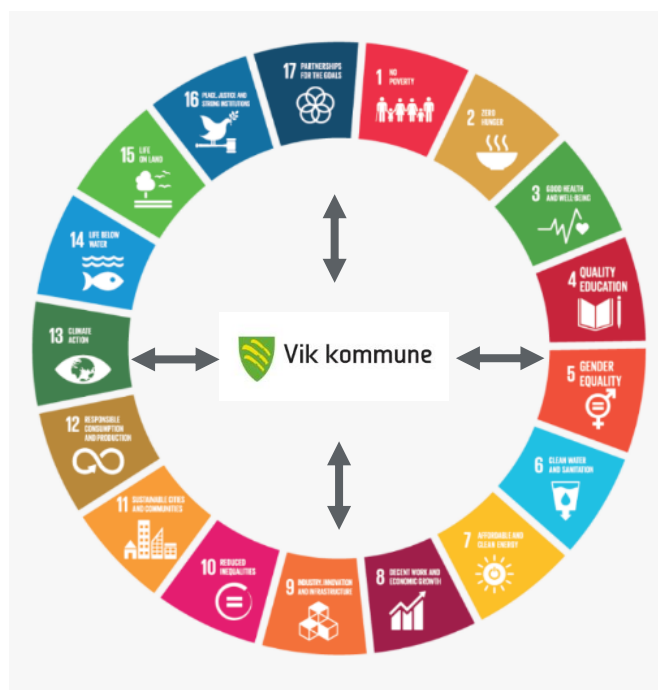 1 NO
POVERTY
2 ZERO
HUNGER
3 GOOD HEALTH
AND WELL-BEING
4 QUALITY
EDUCATION
5 GENDER
EQUALITY
6 CLEAN WATER
AND SANITATION
7 AFFORDABLE AND
CLEAN ENERGY
8 DECENT WORK AND
ECONOMIC GROWTH
9 INDUSTRY, INNOVATION
AND INFRASTRUCTURE
10 REDUCED
INEQUALITIES
11 SUSTAINABLE CITIES
AND COMMUNITIES
12 RESPONSIBLE
CONSUMPTION
AND PRODUCTION
13 CLIMATE
ACTION
14 LIFE BELOW
WATER
15 LIFE
ON LAND
16 PEACE, JUSTICE AND
STRONG INSTITUTIONS
17 PARTNERSHIPS
FOR THE GOALS
Vik kommune